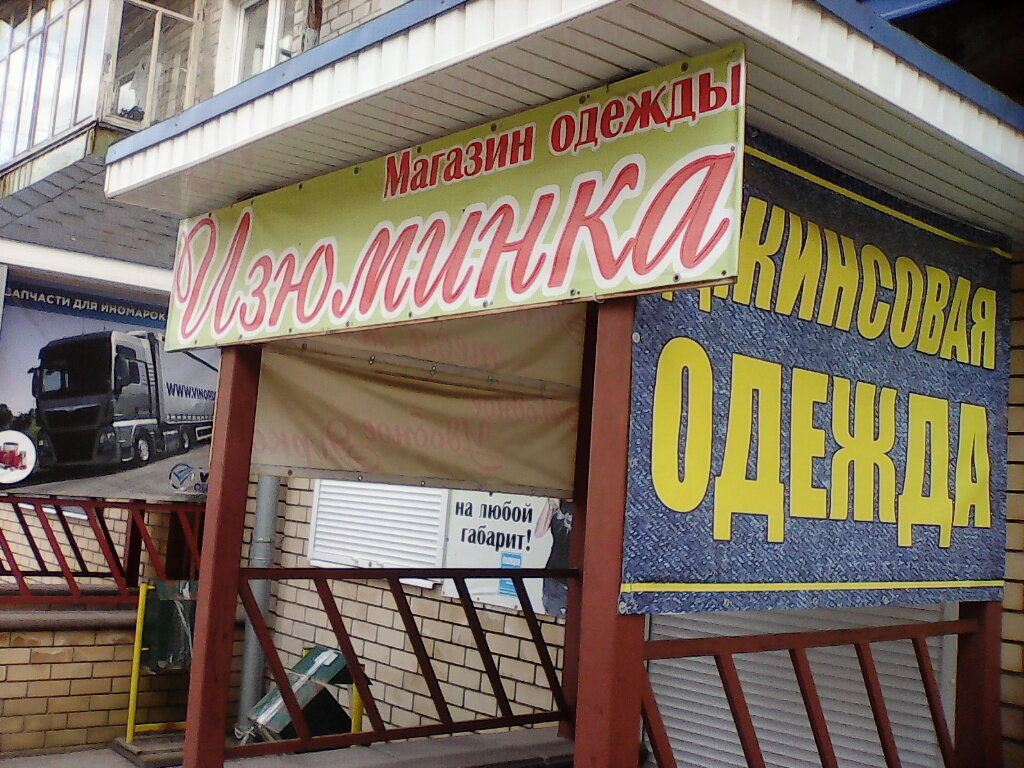 Магазин одежды
Изюминка
ДЖИНСОВАЯ
ОДЕЖДА
ЗАПЧАСТИ ДЛЯ ИНОМАРОК
на любой
габарит!